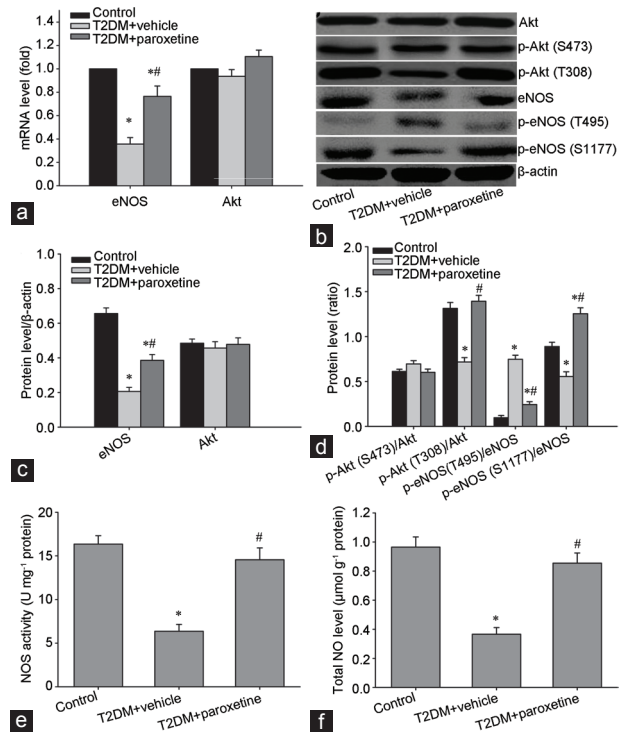 Control
T2DM+vehicle
T2DM+paroxetine
mRNA level (fold)
1.4
1.2
1.0
0.8
0.6
0.4
0.2
0.0
*
*#
eNOS
Akt
a
Akt
p-Akt (S473)
p-Akt (T308)
eNOS
p-eNOS (T495)
p-eNOS (S1177)
β-actin
Control
T2DM+vehicle
T2DM+paroxetine
b
Control
T2DM+vehicle
T2DM+paroxetine
Protein level/β-actin
1.0
0.8
0.6
0.4
0.2
0.0
*
*#
eNOS
Akt
c
Control
T2DM+vehicle
T2DM+paroxetine
Protein level (ratio)
2.0
1.5
1.0
0.5
0.0
*
#
*
*#
*
*#
p-Akt (S473)/Akt
p-Akt (T308)/Akt
p-eNOS(T495)/eNOS
p-eNOS (S1177)/eNOS
d
NOS activity (U mg-1 protein)
20
15
10
5
0
*
#
Control
T2DM+vehicle
T2DM+paroxetine
e
Total NO level (μmol g-1 protein)
1.2
1.0
0.8
0.6
0.4
0.2
0.0
*
#
Control
T2DM+vehicle
T2DM+paroxetine
f